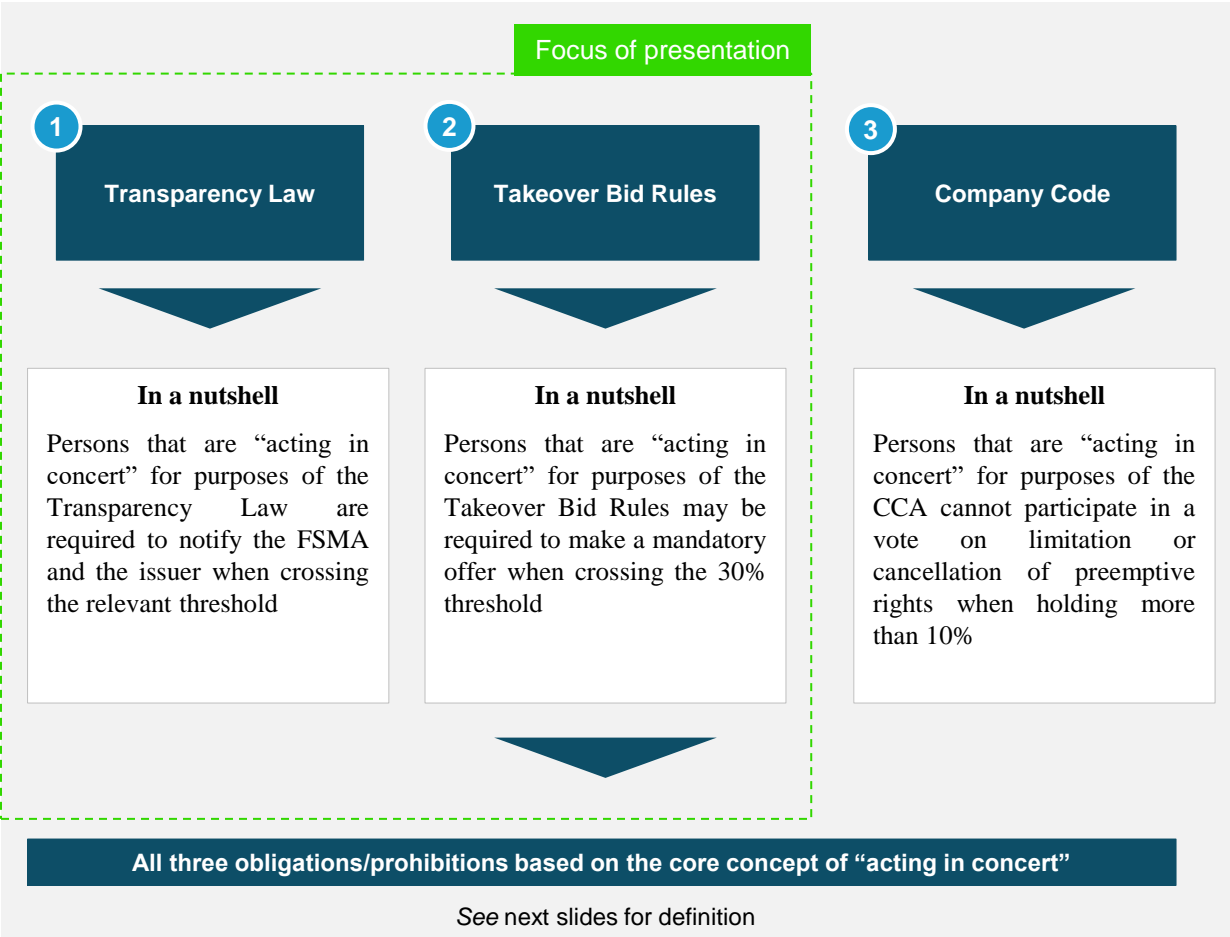 Focus of presentation
1
Transparency Law
In a nutshell
Persons that are “acting in
concert” for purposes of the
Transparency Law are
required to notify the FSMA
and the issuer when crossing
the relevant threshold
2
Takeover Bid Rules
In a nutshell
Persons that are “acting in
concert” for purposes of the
Takeover Bid Rules may be
required to make a mandatory
offer when crossing the 30%
threshold
3
Company Code
In a nutshell
Persons that are “acting in
concert” for purposes of the
CCA cannot participate in a
vote on limitation or
cancellation of preemptive
rights when holding more
than 10%
All three obligations/prohibitions based on the core concept of “acting in concert”
See next slides for definition